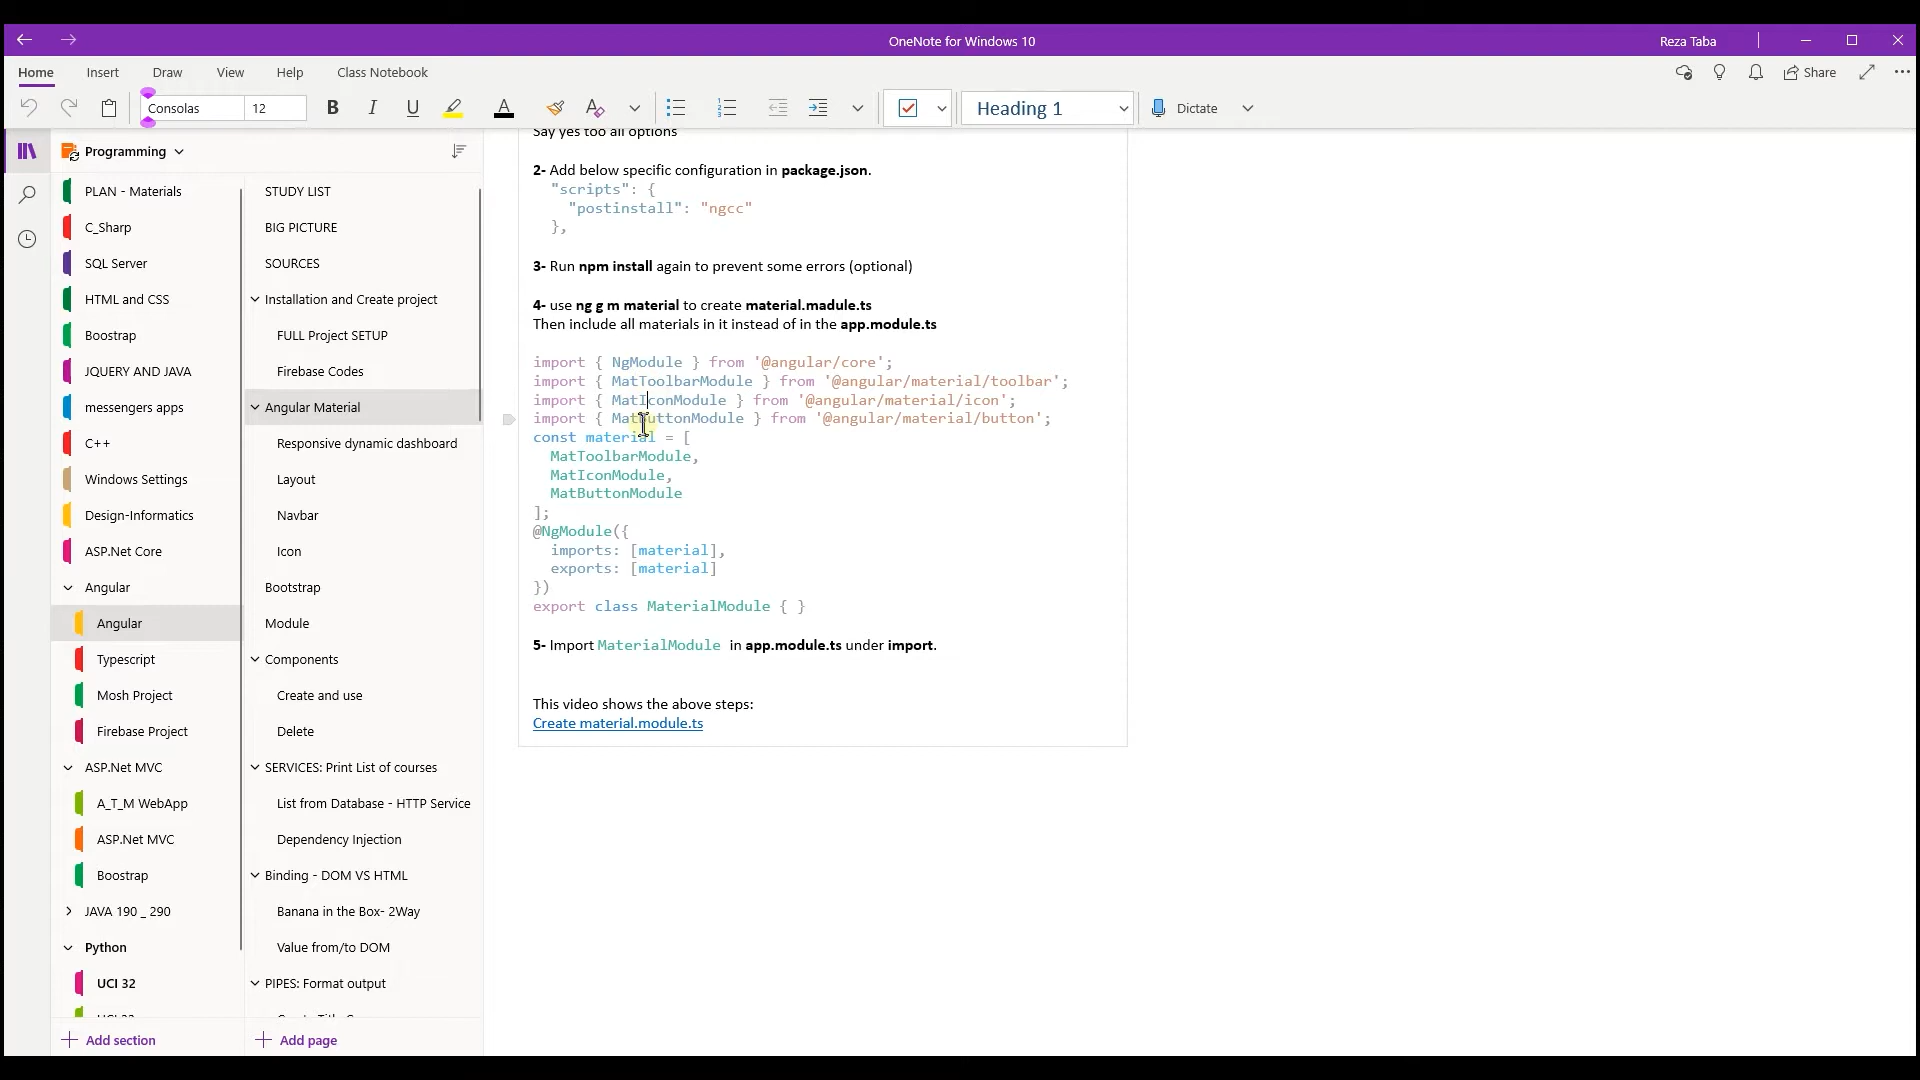 OneNote for Windows 10
Reza Taba
Home
Insert
Draw
View
Help
Class Notebook
Share
Consolas
12
B
I
U
A
Heading 1
Dictate
Programming
PLAN - Materials
C_Sharp
SQL Server
HTML and CSS
Boostrap
JQUERY AND JAVA
messengers apps
C++
Windows Settings
Design-Informatics
ASP.Net Core
Angular
Angular
Typescript
Mosh Project
Firebase Project
ASP.Net MVC
A_T_M WebApp
ASP.Net MVC
Boostrap
JAVA 190 _ 290
Python
UCI 32
Add section
STUDY LIST
BIG PICTURE
SOURCES
Installation and Create project
FULL Project SETUP
Firebase Codes
Angular Material
Responsive dynamic dashboard
Layout
Navbar
Icon
Bootstrap
Module
Components
Create and use
Delete
SERVICES: Print List of courses
List from Database - HTTP Service
Dependency Injection
Binding - DOM VS HTML
Banana in the Box- 2Way
Value from/to DOM
PIPES: Format output
Add page
Say yes too all options
2- Add below specific configuration in package.json.
"scripts": {
"postinstall": "ngcc"
},
3- Run npm install again to prevent some errors (optional)
4- use ng g m material to create material.madule.ts
Then include all materials in it instead of in the app.module.ts
import { NgModule } from '@angular/core';
import { MatToolbarModule } from '@angular/material/toolbar';
import { MatIconModule } from '@angular/material/icon';
import { MatButtonModule } from '@angular/material/button';
const material = [
MatToolbarModule,
MatIconModule,
MatButtonModule
];
@NgModule({
imports: [material],
exports: [material]
})
export class MaterialModule { }
5- Import MaterialModule in app.module.ts under import.
This video shows the above steps:
Create material.module.ts